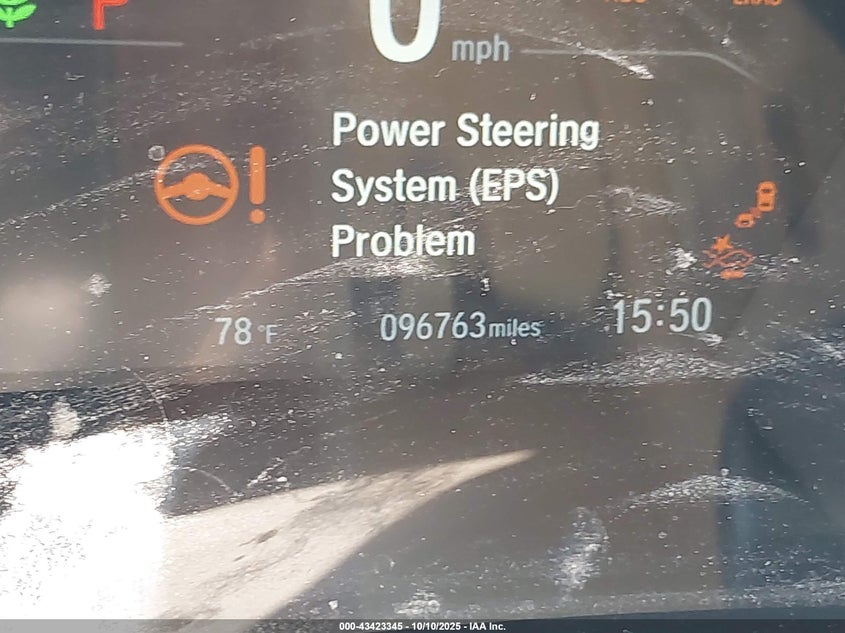 P
0 mph
Power Steering
System (EPS)
Problem
78 °F 096763 miles 15:50
000-43423345 - 10/10/2025 - IAA Inc.